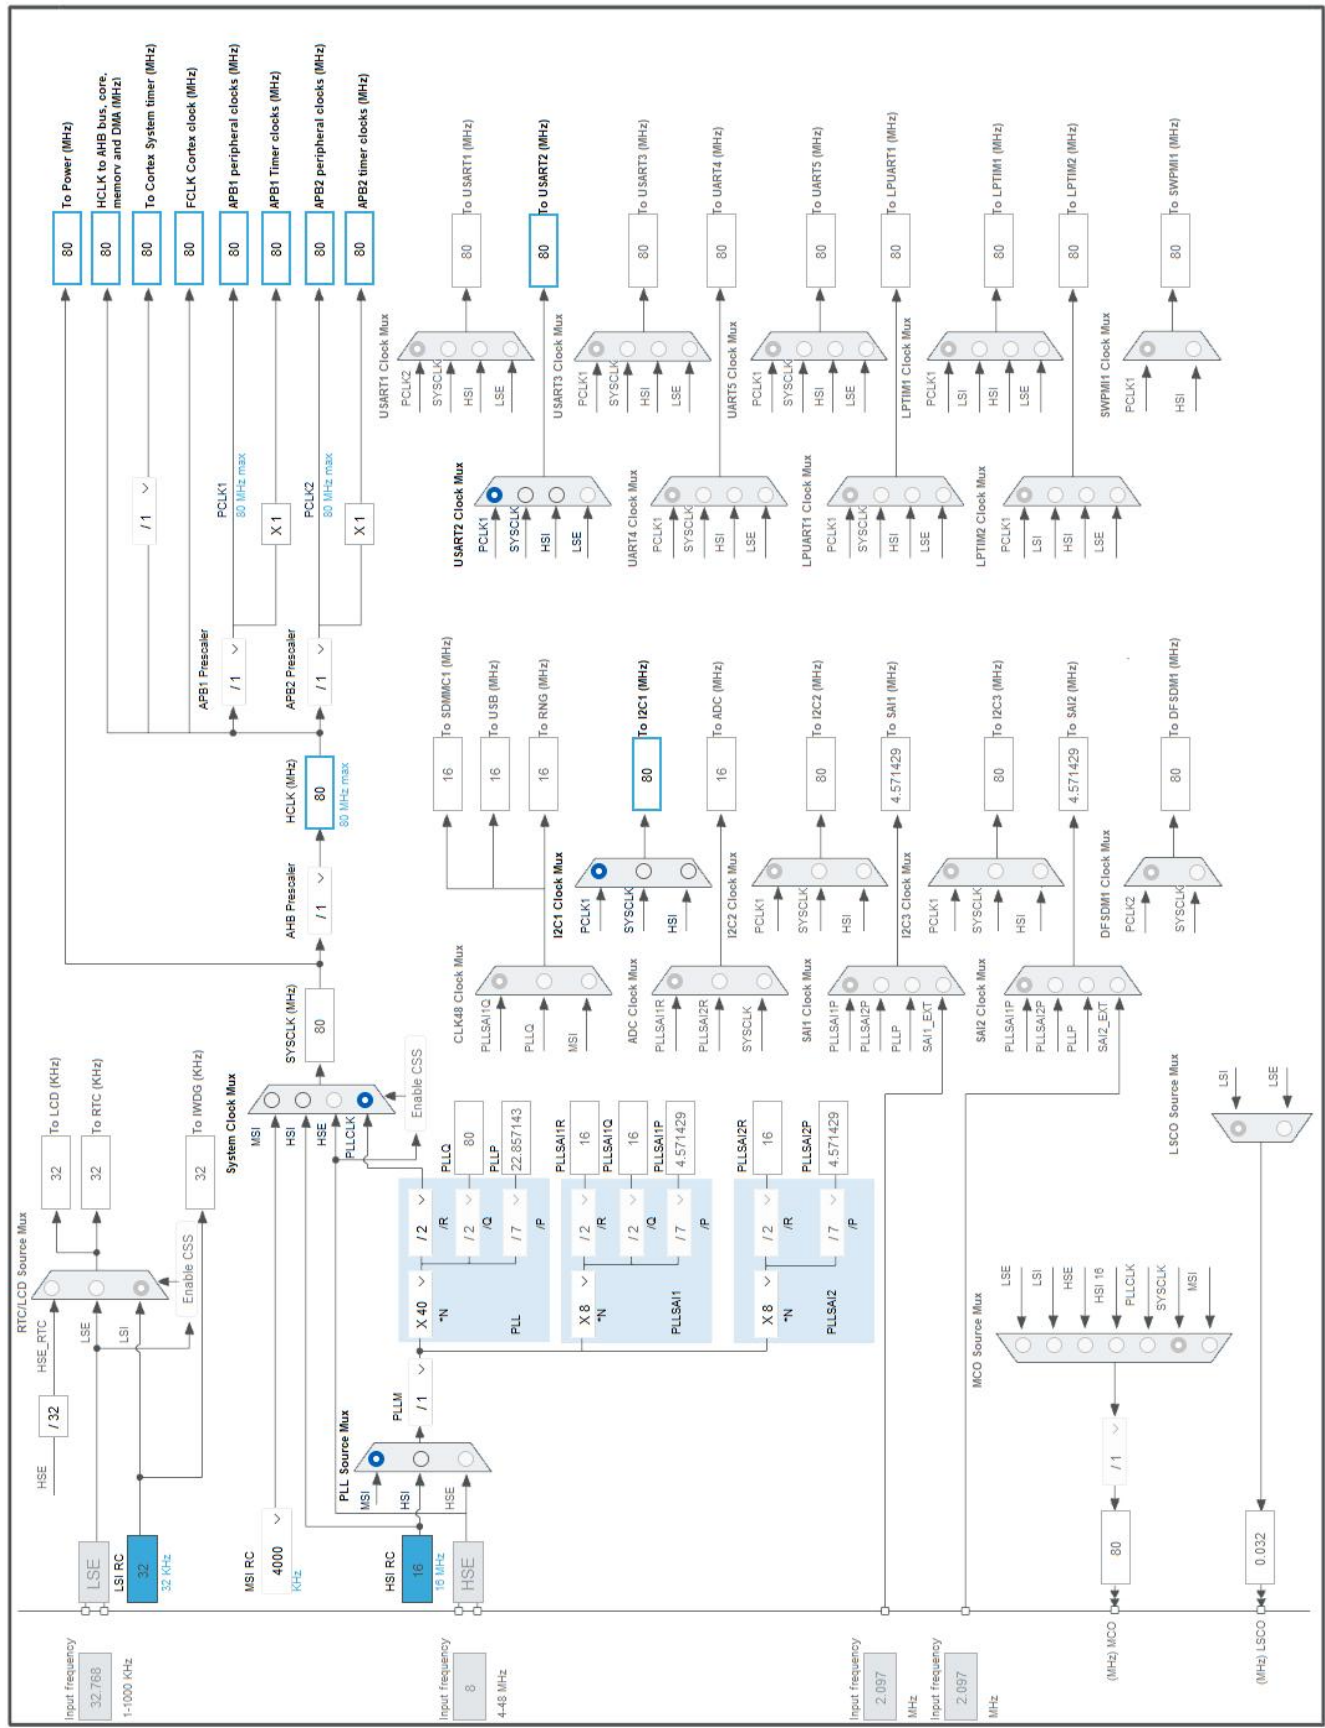 Input frequency
32.768
1-1000 KHz
LSE
LSI RC
32
32 KHz
HSE
/ 32
HSE_RTC
LSE
LSI
RTC/LCD Source Mux
Enable CSS
32
To LCD (KHz)
32
To RTC (KHz)
32
To IWDG (KHz)
MSI RC
4000
KHz
HSI RC
16
16 MHz
Input frequency
8
4-48 MHz
HSE
PLL Source Mux
MSI
HSI
HSE
PLLM
/ 1
X 40
*N
PLL
/ 2
/R
/ 2
/Q
/ 7
/P
PLLQ
80
PLLP
22.857143
X 8
*N
PLLSAI1
/ 2
/R
/ 2
/Q
/ 7
/P
PLLSAI1R
16
PLLSAI1Q
16
PLLSAI1P
4.571429
X 8
*N
PLLSAI2
/ 2
/R
/ 7
/P
PLLSAI2R
16
PLLSAI2P
4.571429
System Clock Mux
MSI
HSI
HSE
PLLCLK
Enable CSS
SYSCLK (MHz)
80
AHB Prescaler
/ 1
HCLK (MHz)
80
80 MHz max
APB1 Prescaler
/ 1
APB2 Prescaler
/ 1
/ 1
PCLK1
80 MHz max
X 1
PCLK2
80 MHz max
X 1
80
To Power (MHz)
80
HCLK to AHB bus, core,
memory and DMA (MHz)
80
To Cortex System timer (MHz)
80
FCLK Cortex clock (MHz)
80
APB1 peripheral clocks (MHz)
80
APB1 Timer clocks (MHz)
80
APB2 peripheral clocks (MHz)
80
APB2 timer clocks (MHz)
CLK48 Clock Mux
PLLSAI1Q
PLLQ
MSI
16
To SDMMC1 (MHz)
16
To USB (MHz)
16
To RNG (MHz)
I2C1 Clock Mux
PCLK1
SYSCLK
HSI
80
To I2C1 (MHz)
ADC Clock Mux
PLLSAI1R
PLLSAI2R
SYSCLK
16
To ADC (MHz)
I2C2 Clock Mux
PCLK1
SYSCLK
HSI
80
To I2C2 (MHz)
SAI1 Clock Mux
PLLSAI1P
PLLSAI2P
PLLP
SAI1_EXT
4.571429
To SAI1 (MHz)
I2C3 Clock Mux
PCLK1
SYSCLK
HSI
80
To I2C3 (MHz)
SAI2 Clock Mux
PLLSAI1P
PLLSAI2P
PLLP
SAI2_EXT
4.571429
To SAI2 (MHz)
DFSDM1 Clock Mux
PCLK2
SYSCLK
80
To DFSDM1 (MHz)
USART1 Clock Mux
PCLK2
SYSCLK
HSI
LSE
80
To USART1 (MHz)
USART2 Clock Mux
PCLK1
SYSCLK
HSI
LSE
80
To USART2 (MHz)
USART3 Clock Mux
PCLK1
SYSCLK
HSI
LSE
80
To USART3 (MHz)
UART4 Clock Mux
PCLK1
SYSCLK
HSI
LSE
80
To UART4 (MHz)
UART5 Clock Mux
PCLK1
SYSCLK
HSI
LSE
80
To UART5 (MHz)
LPUART1 Clock Mux
PCLK1
SYSCLK
HSI
LSE
80
To LPUART1 (MHz)
LPTIM1 Clock Mux
PCLK1
LSI
HSI
LSE
80
To LPTIM1 (MHz)
LPTIM2 Clock Mux
PCLK1
LSI
HSI
LSE
80
To LPTIM2 (MHz)
SWPMI1 Clock Mux
PCLK1
HSI
80
To SWPMI1 (MHz)
Input frequency
2.097
MHz
Input frequency
2.097
MHz
MCO Source Mux
LSE
LSI
HSE
HSI 16
PLLCLK
SYSCLK
MSI
/ 1
80
(MHz) MCO
LSCO Source Mux
LSI
LSE
0.032
(MHz) LSCO